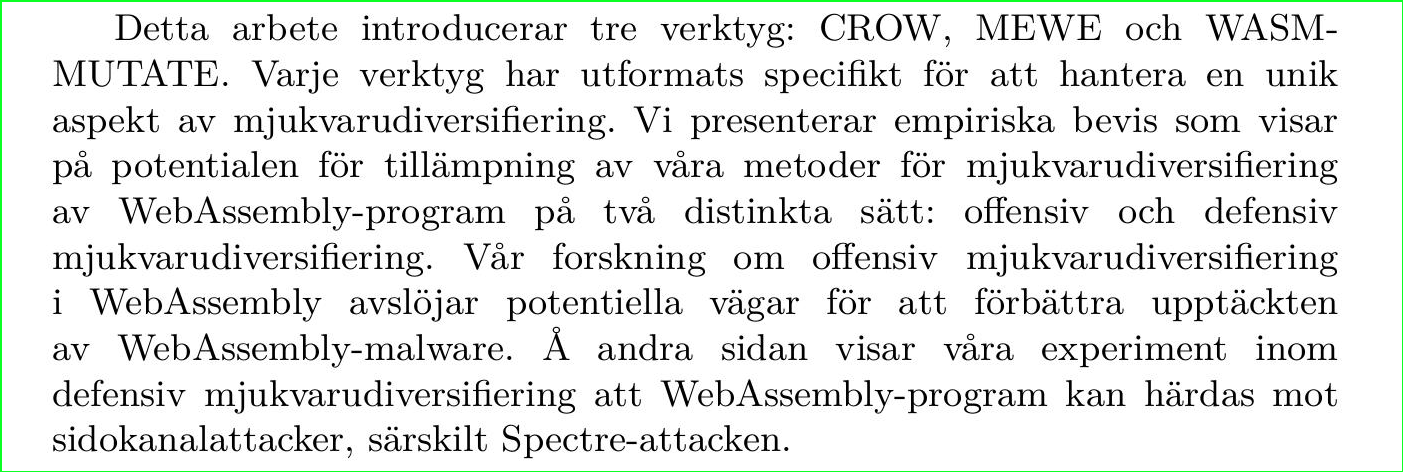 Detta arbete introducerar tre verktyg: CROW, MEWE och WASM-
MUTATE. Varje verktyg har utformats specifikt för att hantera en unik
aspekt av mjukvarudiversifiering. Vi presenterar empiriska bevis som visar
på potentialen för tillämpning av våra metoder för mjukvarudiversifiering
av WebAssembly-program på två distinkta sätt: offensiv och defensiv
mjukvarudiversifiering. Vår forskning om offensiv mjukvarudiversifiering
i WebAssembly avslöjar potentiella vägar för att förbättra upptäckten
av WebAssembly-malware. Å andra sidan visar våra experiment inom
defensiv mjukvarudiversifiering att WebAssembly-program kan härdas mot
sidokanalattacker, särskilt Spectre-attacken.